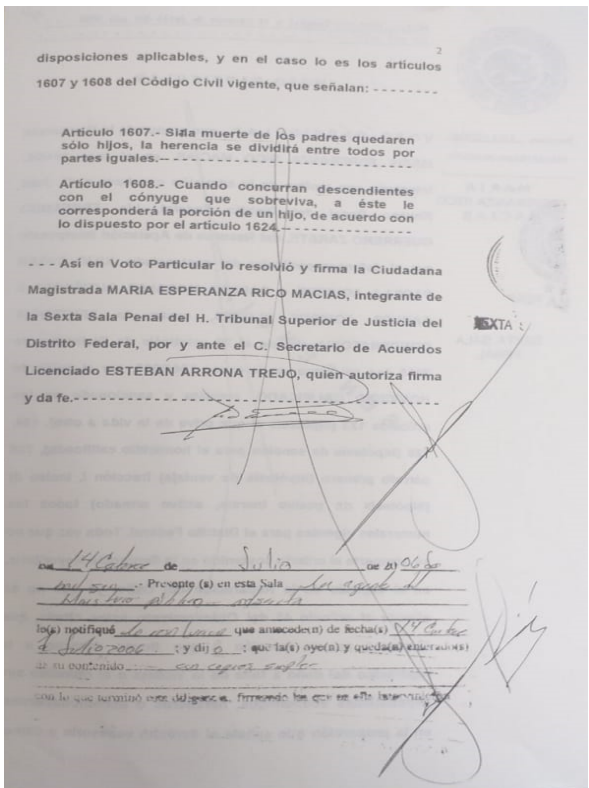 2
disposiciones aplicables, y en el caso lo es los artículos
1607 y 1608 del Código Civil vigente, que señalan: - - - - - - - -
Artículo 1607.- Si la muerte de los padres quedaren
sólo hijos, la herencia se dividirá entre todos por
partes iguales.-- - - - - - - - - - - - - - - - - - - - - - - - - - -
Artículo 1608.- Cuando concurran descendientes
con el cónyuge que sobreviva, a éste le
corresponderá la porción de un hijo, de acuerdo con
lo dispuesto por el artículo 1624.-- - - - - - - - - - - - - -
- - - Así en Voto Particular lo resolvió y firma la Ciudadana
Magistrada MARIA ESPERANZA RICO MACIAS, integrante de
la Sexta Sala Penal del H. Tribunal Superior de Justicia del
Distrito Federal, por y ante el C. Secretario de Acuerdos
Licenciado ESTEBAN ARRONA TREJO, quien autoriza firma
y da fe.- - - - - - - - - - - - - - - - - - - - - - - - - - - - - - - - - -
EXTA
14 Catorce de Julio de 2006 Dos
mil seis .- Presente (s) en esta Sala
adscrita
lo(s) notifiqué que antecede(n) de fecha(s) 14 Catorce
Julio 2006 ; y dijo : que la(s) oye(n) y queda(n) enterado(s)
de su contenido
con lo que terminó esta diligencia, firmando los que en ella